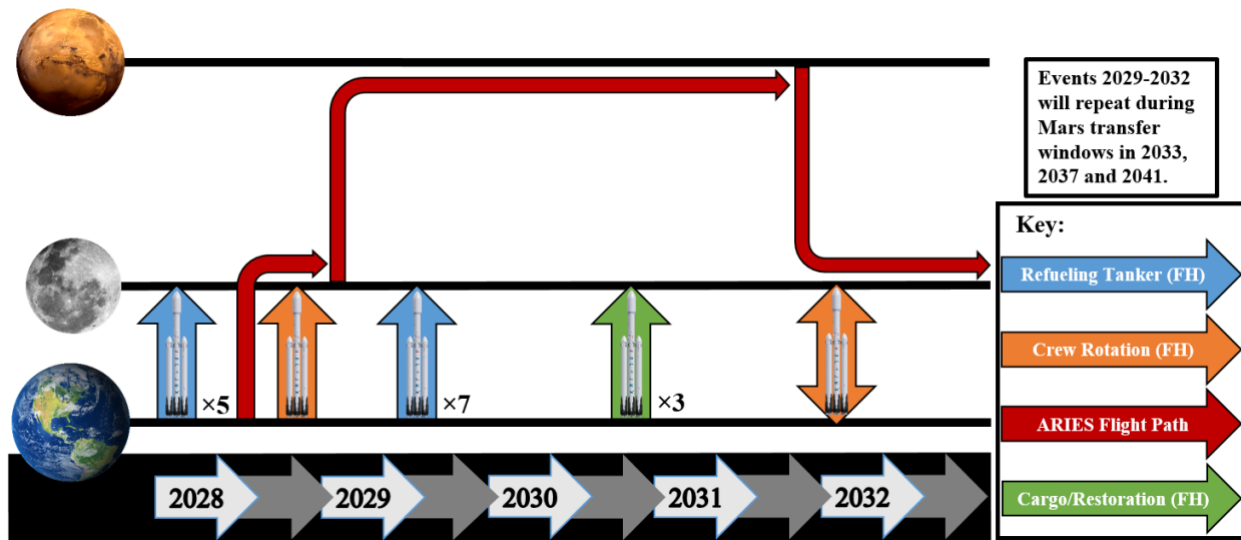 Events 2029-2032
will repeat during
Mars transfer
windows in 2033,
2037 and 2041.
Key:
Refueling Tanker (FH)
Crew Rotation (FH)
ARIES Flight Path
Cargo/Restoration (FH)
×5
×7
×3
2028
2029
2030
2031
2032